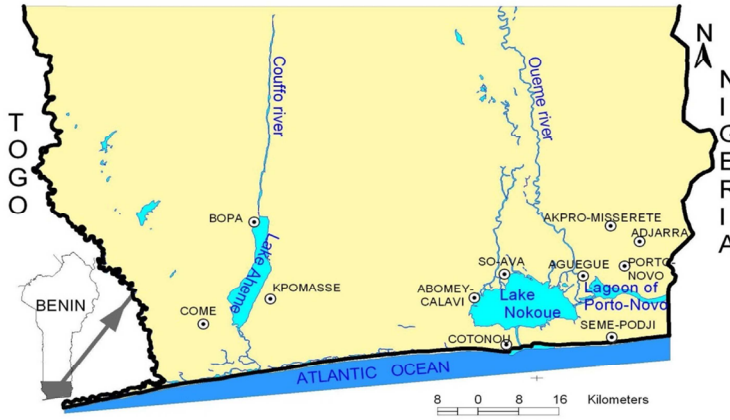 TOGO
NIGERIA
N
Couffo river
Oueme river
BOPA
Lake Aheme
KPOMASSE
COME
BENIN
AKPRO-MISSERETE
ADJARRA
SO-AVA
AGUEGUE
PORTO-
NOVO
ABOMEY-
CALAVI
Lake
Nokoue
Lagoon of
Porto-Novo
COTONOU
SEME-PODJI
ATLANTIC OCEAN
8 0 8 16 Kilometers